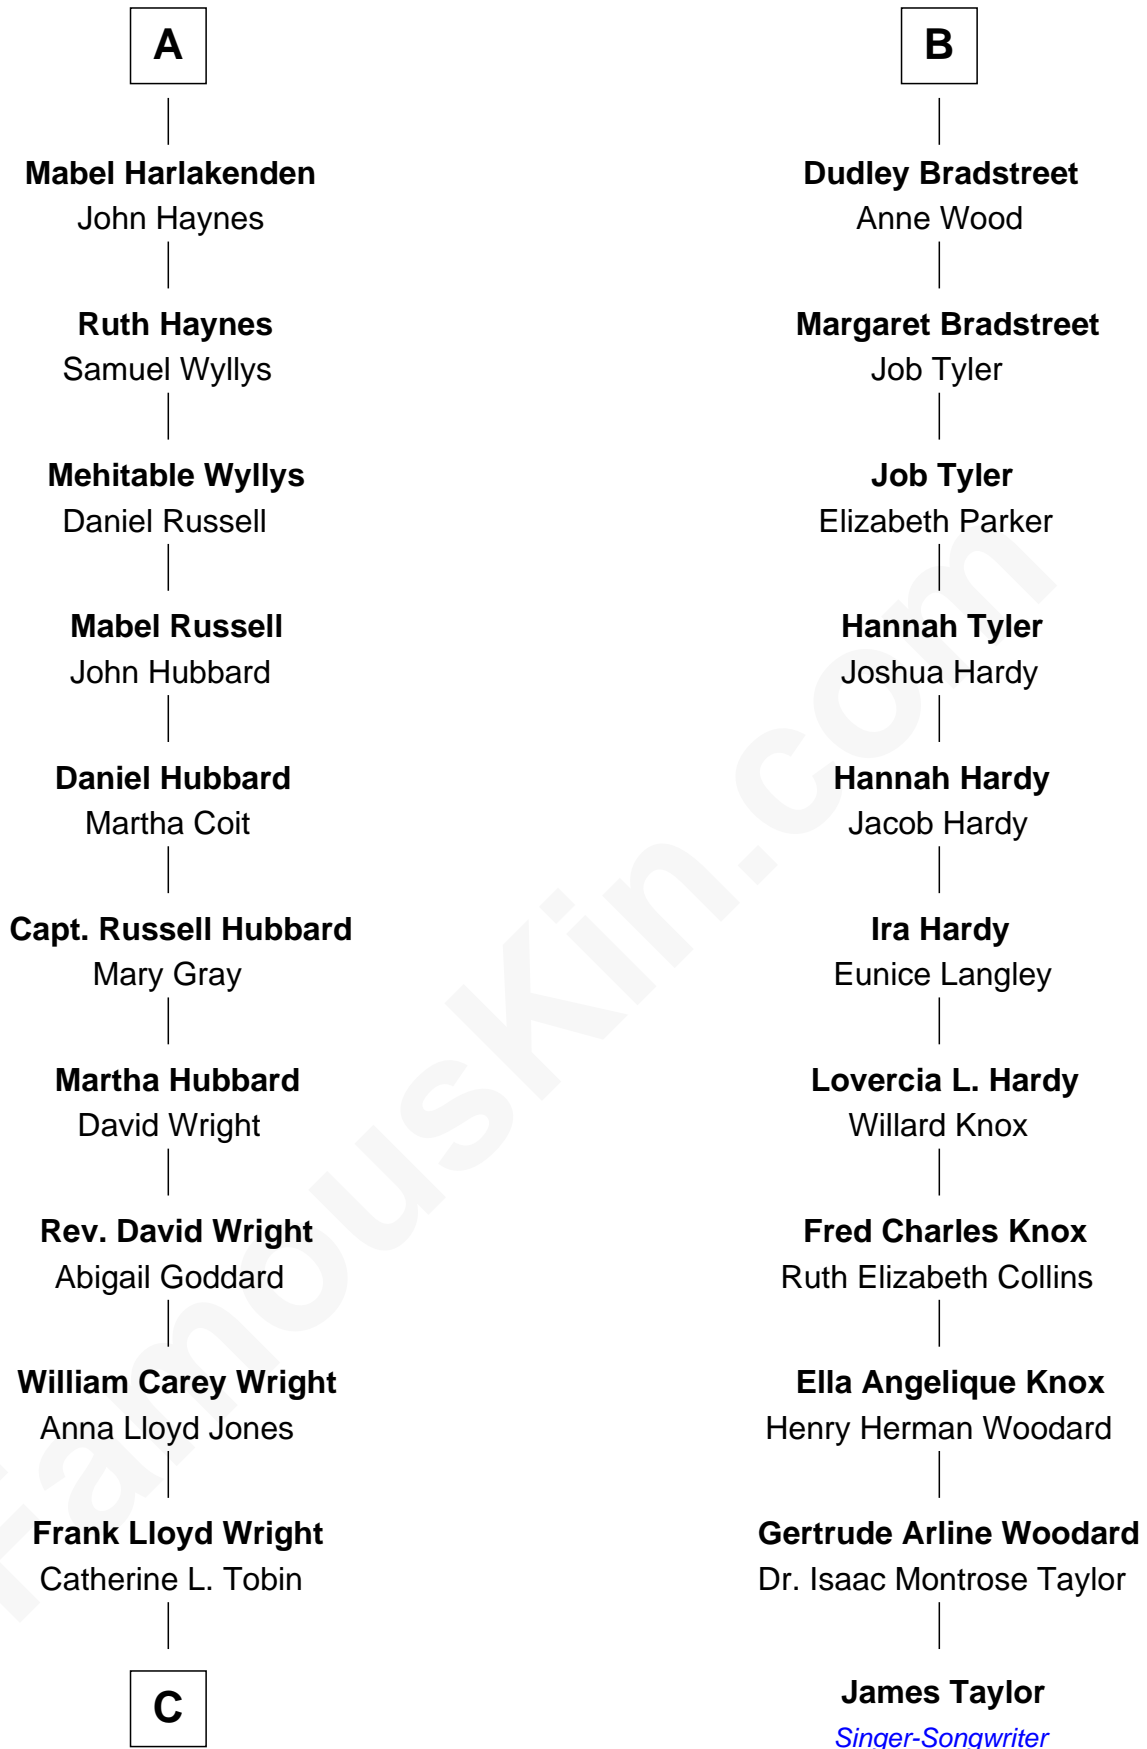 A
Mabel Harlakenden
John Haynes
Ruth Haynes
Samuel Wyllys
Mehitable Wyllys
Daniel Russell
Mabel Russell
John Hubbard
Daniel Hubbard
Martha Coit
Capt. Russell Hubbard
Mary Gray
Martha Hubbard
David Wright
Rev. David Wright
Abigail Goddard
William Carey Wright
Anna Lloyd Jones
Frank Lloyd Wright
Catherine L. Tobin
C
B
Dudley Bradstreet
Anne Wood
Margaret Bradstreet
Job Tyler
Job Tyler
Elizabeth Parker
Hannah Tyler
Joshua Hardy
Hannah Hardy
Jacob Hardy
Ira Hardy
Eunice Langley
Lovercia L. Hardy
Willard Knox
Fred Charles Knox
Ruth Elizabeth Collins
Ella Angelique Knox
Henry Herman Woodard
Gertrude Arline Woodard
Dr. Isaac Montrose Taylor
James Taylor
Singer-Songwriter
FamousKin.com